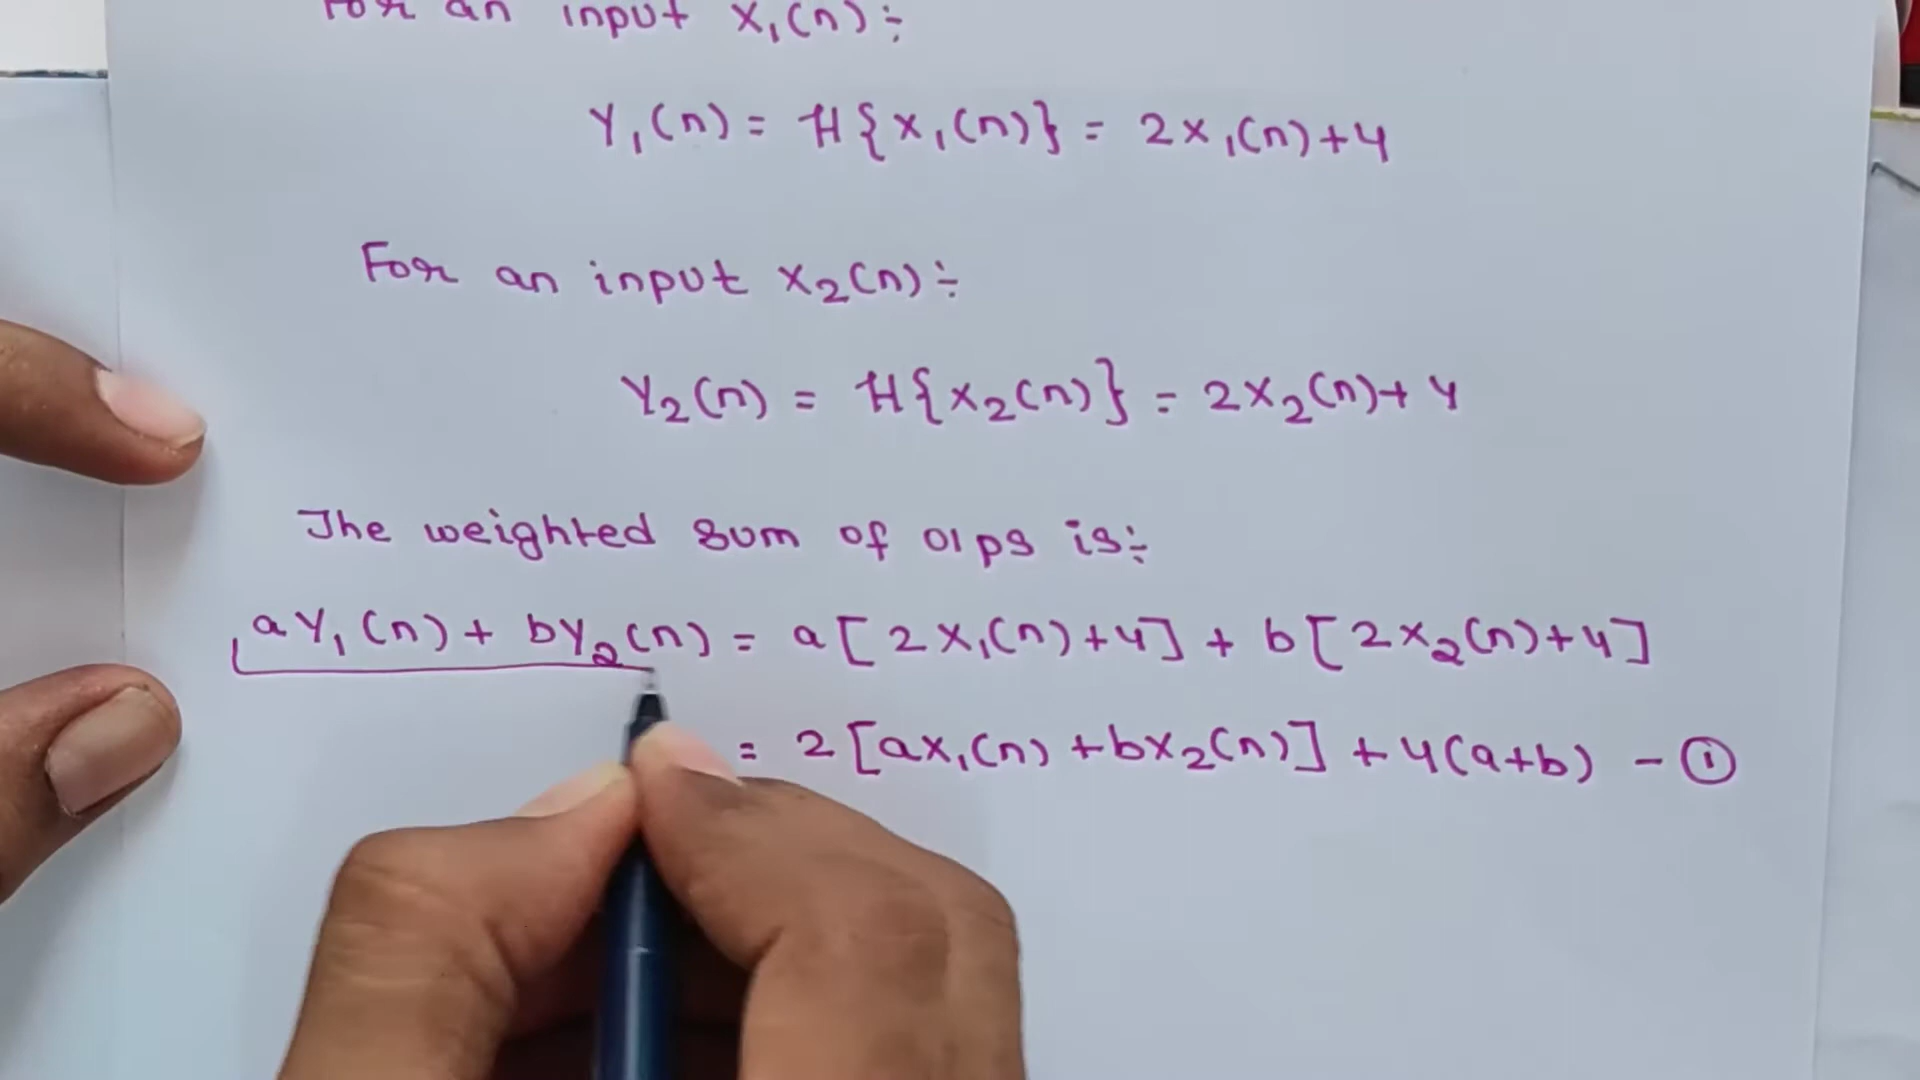 For an input x₁(n):
Y₁(n) = H{x₁(n)} = 2x₁(n)+4
For an input x₂(n):
Y₂(n) = H{x₂(n)} = 2x₂(n)+4
The weighted sum of o/ps is:
aY₁(n) + bY₂(n) = a[2x₁(n)+4] + b[2x₂(n)+4]
= 2[ax₁(n) + bx₂(n)] + 4(a+b) - ①